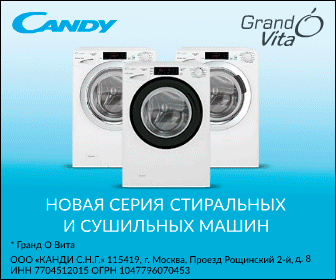 CANDY
Grand Ó
Vita
НОВАЯ СЕРИЯ СТИРАЛЬНЫХ
И СУШИЛЬНЫХ МАШИН
* Гранд О Вита
ООО «КАНДИ С.Н.Г.» 115419, г. Москва, Проезд Рощинский 2-й, д. 8
ИНН 7704512015 ОГРН 1047796070453